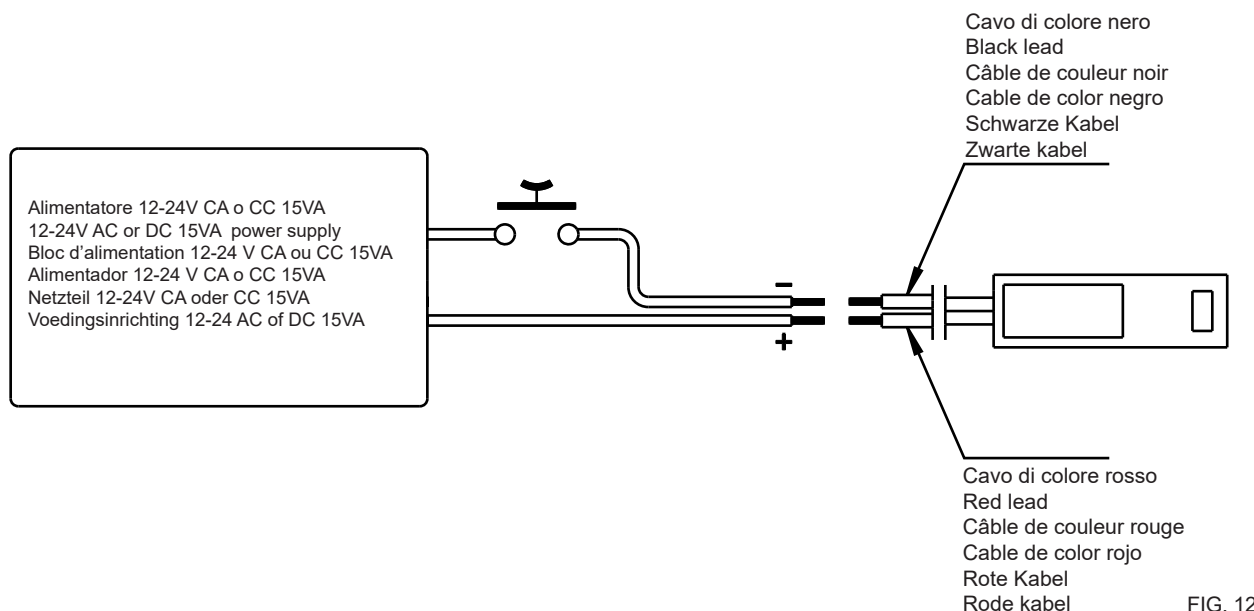 Cavo di colore nero
Black lead
Câble de couleur noir
Cable de color negro
Schwarze Kabel
Zwarte kabel
Alimentatore 12-24V CA o CC 15VA
12-24V AC or DC 15VA power supply
Bloc d'alimentation 12-24 V CA ou CC 15VA
Alimentador 12-24 V CA o CC 15VA
Netzteil 12-24V CA oder CC 15VA
Voedingsinrichting 12-24 AC of DC 15VA
-
+
Cavo di colore rosso
Red lead
Câble de couleur rouge
Cable de color rojo
Rote Kabel
Rode kabel
FIG. 12